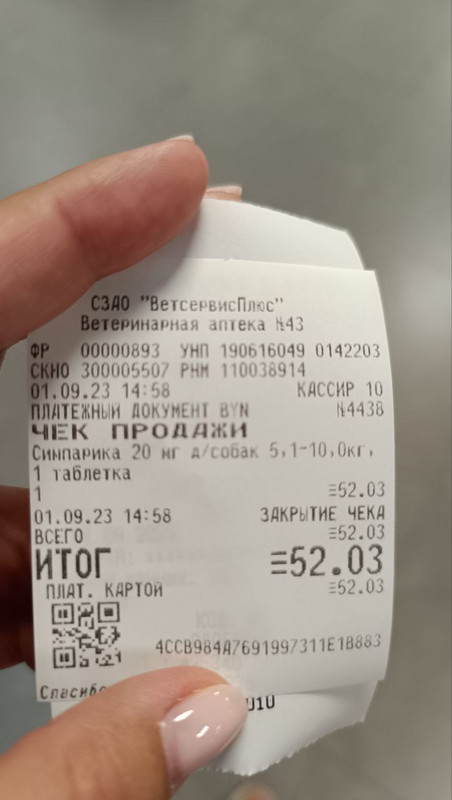 СЗАО "ВетсервисПлюс"
Ветеринарная аптека №43
ФР 00000893 УНП 190616049 0142203
СКНО 300005507 РНМ 110038914
01.09.23 14:58 КАССИР 10
ПЛАТЕЖНЫЙ ДОКУМЕНТ BYN №4438
ЧЕК ПРОДАЖИ
Симпарика 20 мг д/собак 5,1-10,0кг,
1 таблетка
1 ≡52.03
01.09.23 14:58 ЗАКРЫТИЕ ЧЕКА
ВСЕГО ≡52.03
ИТОГ ≡52.03
ПЛАТ. КАРТОЙ ≡52.03
4CCB984A7691997311E1B883